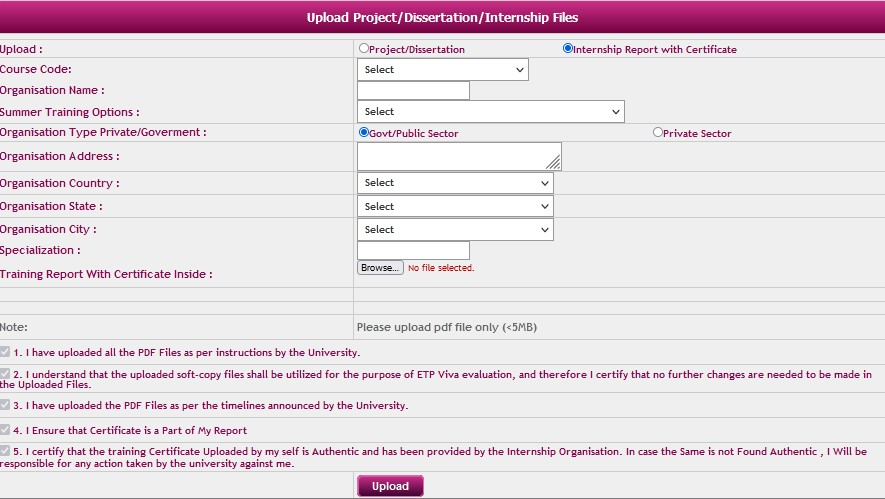 Upload Project/Dissertation/Internship Files
Upload : Project/Dissertation Internship Report with Certificate
Course Code: Select
Organisation Name :
Summer Training Options : Select
Organisation Type Private/Goverment : Govt/Public Sector Private Sector
Organisation Address :
Organisation Country : Select
Organisation State : Select
Organisation City : Select
Specialization :
Training Report With Certificate Inside : Browse... No file selected.
Note: Please upload pdf file only (<5MB)
1. I have uploaded all the PDF Files as per instructions by the University.
2. I understand that the uploaded soft-copy files shall be utilized for the purpose of ETP Viva evaluation, and therefore I certify that no further changes are needed to be made in
the Uploaded Files.
3. I have uploaded the PDF Files as per the timelines announced by the University.
4. I Ensure that Certificate is a Part of My Report
5. I certify that the training Certificate Uploaded by my self is Authentic and has been provided by the Internship Organisation. In case the Same is not Found Authentic , I Will be
responsible for any action taken by the university against me.
Upload